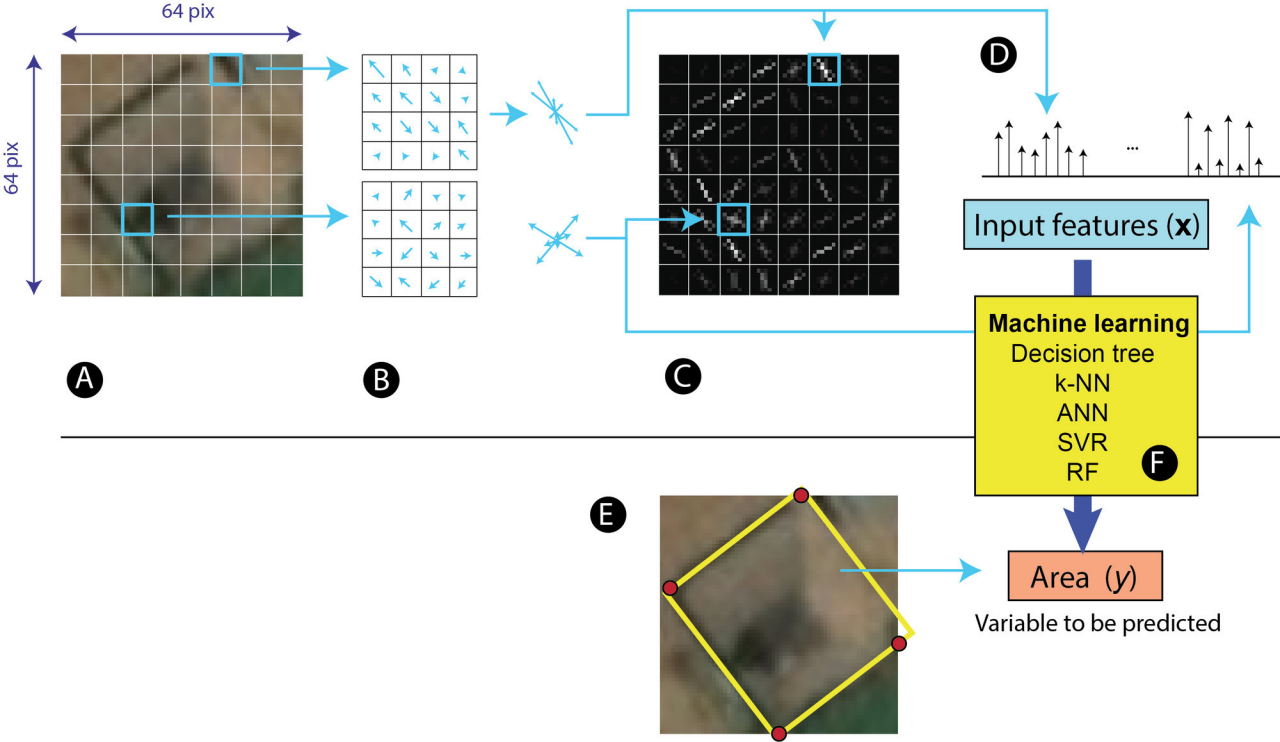 64 pix
64 pix
A
B
C
D
...
Input features (x)
Machine learning
Decision tree
k-NN
ANN
SVR
RF
F
E
Area (y)
Variable to be predicted